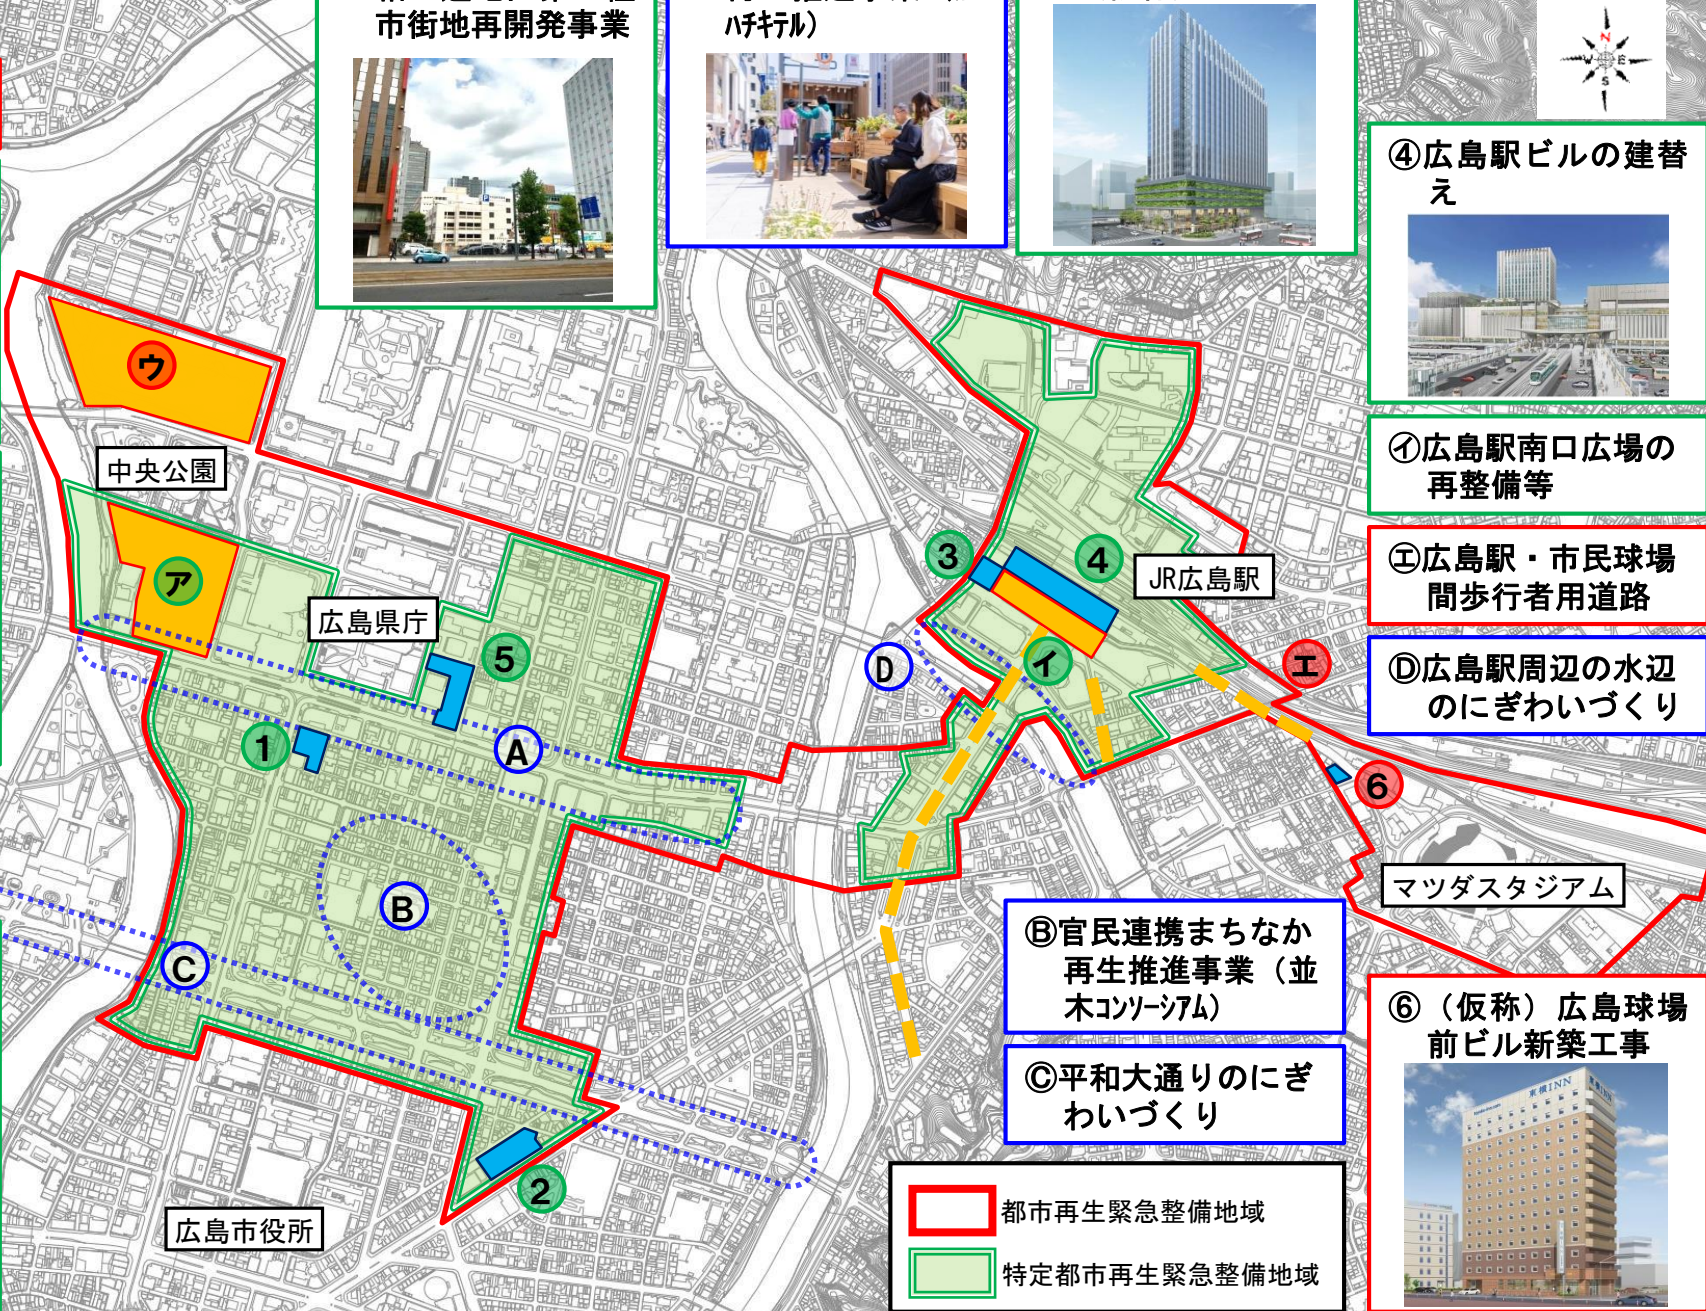 市街地再開発事業
ﾊﾁｷﾃﾙ）
N
W
E
S
④広島駅ビルの建替
え
㋑広島駅南口広場の
再整備等
㋓広島駅・市民球場
間歩行者用道路
Ⓓ広島駅周辺の水辺
のにぎわいづくり
ウ
中央公園
ア
広島県庁
5
3
4
JR広島駅
イ
エ
D
1
A
6
マツダスタジアム
B
C
2
広島市役所
Ⓑ官民連携まちなか
再生推進事業（並
木ｺﾝｿｰｼｱﾑ）
Ⓒ平和大通りのにぎ
わいづくり
⑥（仮称）広島球場
前ビル新築工事
東横INN
都市再生緊急整備地域
特定都市再生緊急整備地域